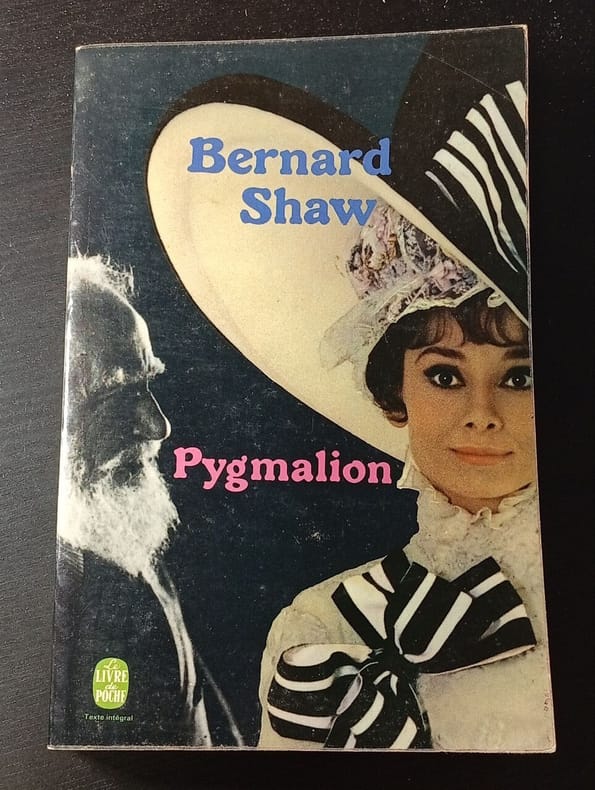 Bernard
Shaw
Pygmalion
Le
LIVRE
de
POCHE
Texte intégral